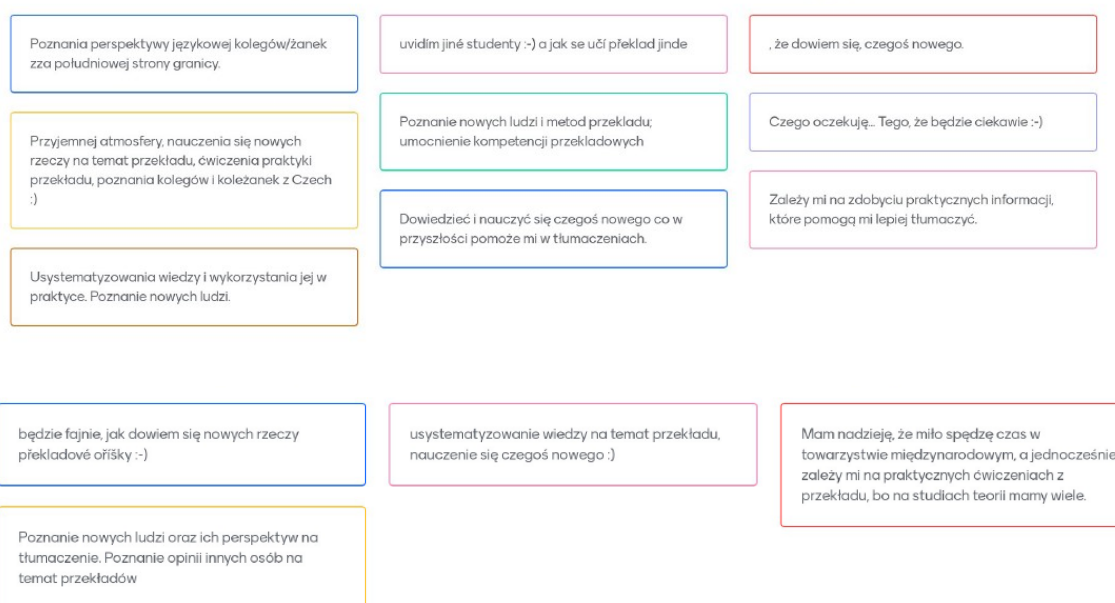 Poznania perspektywy językowej kolegów/żanek
zza południowej strony granicy.
Przyjemnej atmosfery, nauczenia się nowych
rzeczy na temat przekładu, ćwiczenia praktyki
przekładu, poznania kolegów i koleżanek z Czech
:)
Usystematyzowania wiedzy i wykorzystania jej w
praktyce. Poznanie nowych ludzi.
uvidím jiné studenty :-) a jak se učí překlad jinde
Poznanie nowych ludzi i metod przekladu;
umocnienie kompetencji przekladowych
Dowiedzieć i nauczyć się czegoś nowego co w
przyszłości pomoże mi w tłumaczeniach.
, że dowiem się, czegoś nowego.
Czego oczekuję... Tego, że będzie ciekawie :-)
Zależy mi na zdobyciu praktycznych informacji,
które pomogą mi lepiej tłumaczyć.
będzie fajnie, jak dowiem się nowych rzeczy
překladové oříšky :-)
Poznanie nowych ludzi oraz ich perspektyw na
tłumaczenie. Poznanie opinii innych osób na
temat przekładów
usystematyzowanie wiedzy na temat przekładu,
nauczenie się czegoś nowego :)
Mam nadzieję, że miło spędzę czas w
towarzystwie międzynarodowym, a jednocześnie
zależy mi na praktycznych ćwiczeniach z
przekładu, bo na studiach teorii mamy wiele.